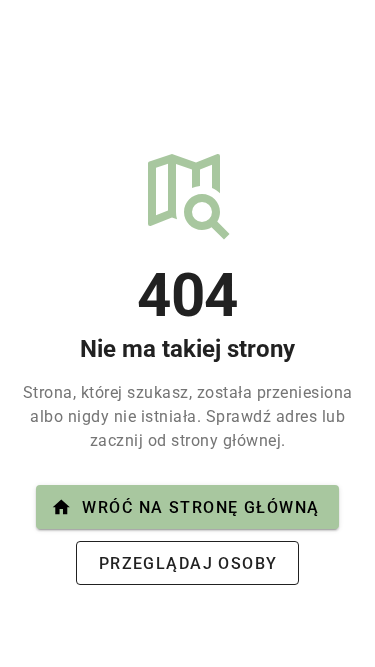 404
Nie ma takiej strony
Strona, której szukasz, została przeniesiona
albo nigdy nie istniała. Sprawdź adres lub
zacznij od strony głównej.
WRÓĆ NA STRONĘ GŁÓWNĄ
PRZEGLĄDAJ OSOBY